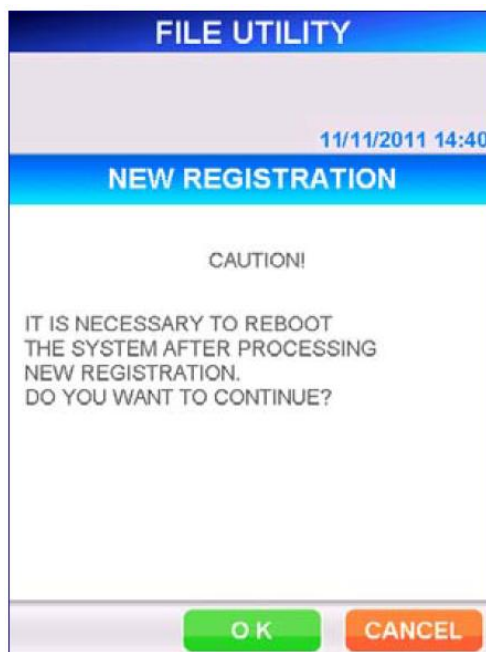 FILE UTILITY
11/11/2011 14:40
NEW REGISTRATION
CAUTION!
IT IS NECESSARY TO REBOOT
THE SYSTEM AFTER PROCESSING
NEW REGISTRATION.
DO YOU WANT TO CONTINUE?
O K
CANCEL